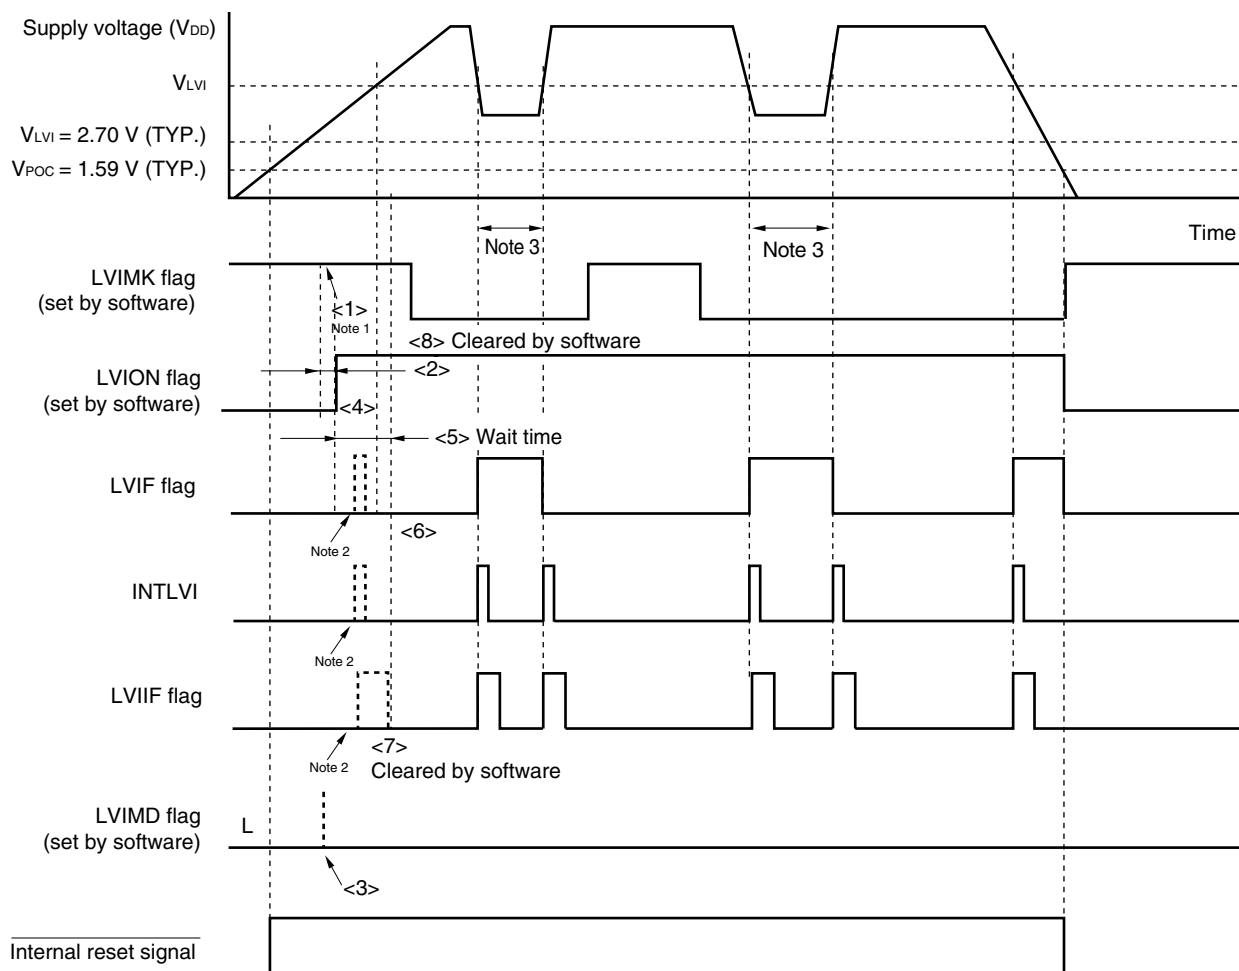 Supply voltage (VDD)
VLVI
VLVI = 2.70 V (TYP.)
VPOC = 1.59 V (TYP.)
Time
Note 3
Note 3
LVIMK flag
(set by software)
<1>
Note 1
<8> Cleared by software
LVION flag
(set by software)
<2>
<4>
<5> Wait time
LVIF flag
Note 2
<6>
INTLVI
Note 2
LVIIF flag
Note 2
<7>
Cleared by software
LVIMD flag
(set by software)
L
<3>
Internal reset signal